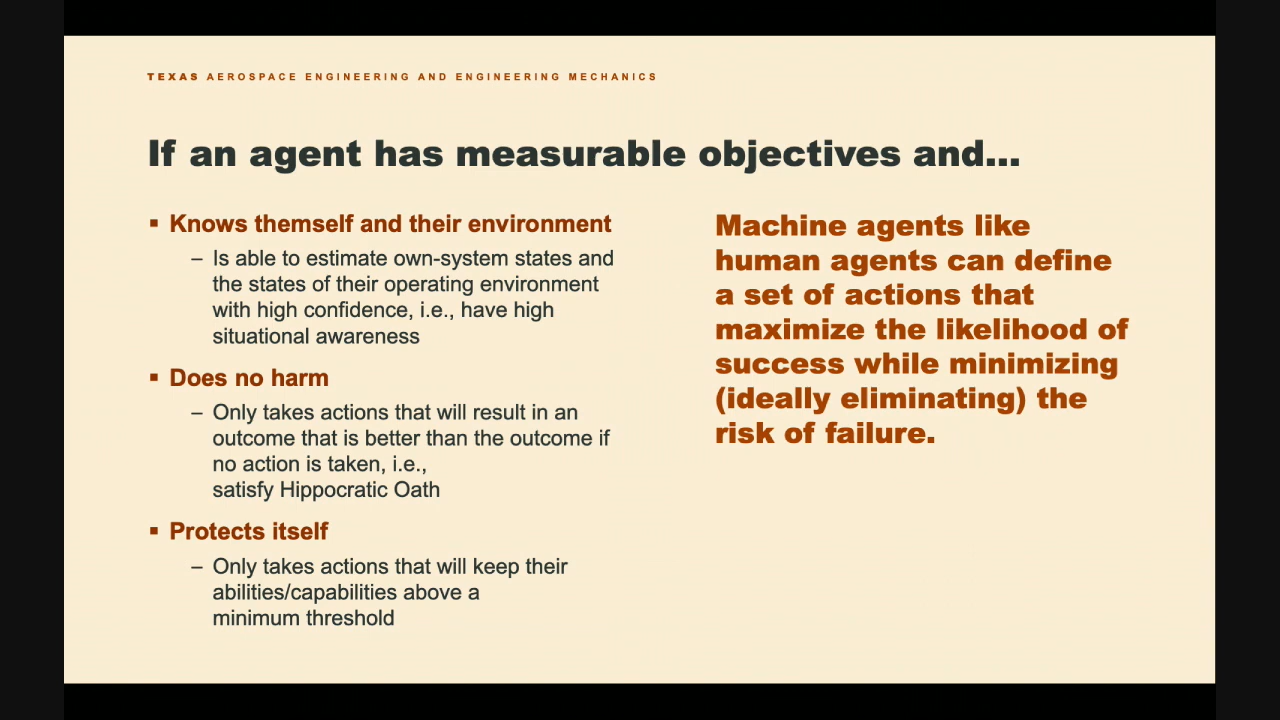 TEXAS AEROSPACE ENGINEERING AND ENGINEERING MECHANICS
If an agent has measurable objectives and...
▪ Knows themself and their environment
– Is able to estimate own-system states and
the states of their operating environment
with high confidence, i.e., have high
situational awareness
▪ Does no harm
– Only takes actions that will result in an
outcome that is better than the outcome if
no action is taken, i.e.,
satisfy Hippocratic Oath
▪ Protects itself
– Only takes actions that will keep their
abilities/capabilities above a
minimum threshold
Machine agents like
human agents can define
a set of actions that
maximize the likelihood of
success while minimizing
(ideally eliminating) the
risk of failure.